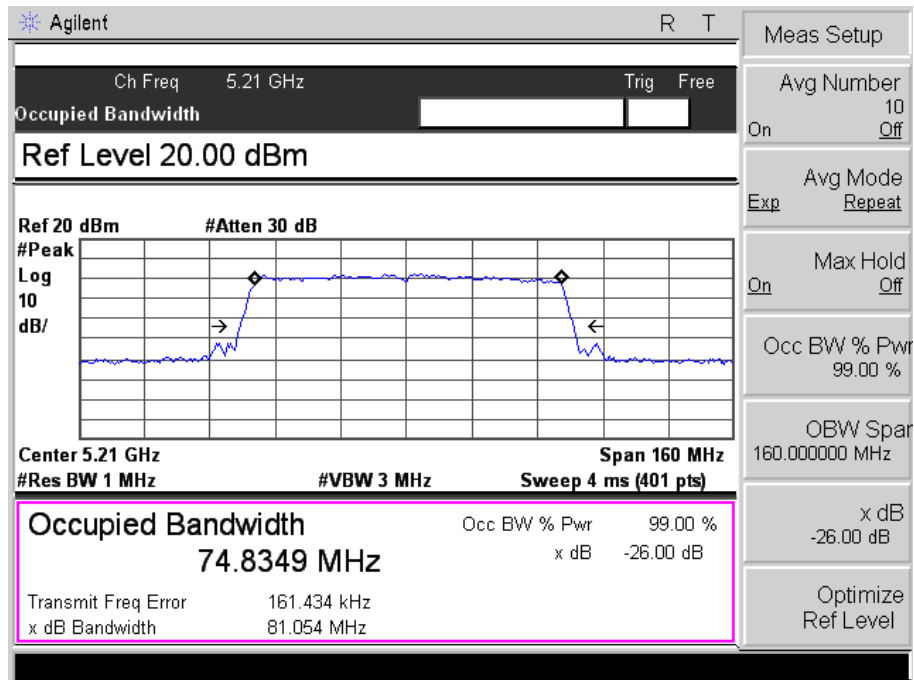 Agilent R T
Ch Freq 5.21 GHz Trig Free
Occupied Bandwidth
Ref Level 20.00 dBm
Ref 20 dBm #Atten 30 dB
#Peak
Log
10
dB/
Center 5.21 GHz Span 160 MHz
#Res BW 1 MHz #VBW 3 MHz Sweep 4 ms (401 pts)
Occupied Bandwidth
74.8349 MHz
Occ BW % Pwr 99.00 %
x dB -26.00 dB
Transmit Freq Error 161.434 kHz
x dB Bandwidth 81.054 MHz
Meas Setup
Avg Number
10
On Off
Avg Mode
Exp Repeat
Max Hold
On Off
Occ BW % Pwr
99.00 %
OBW Span
160.000000 MHz
x dB
-26.00 dB
Optimize
Ref Level